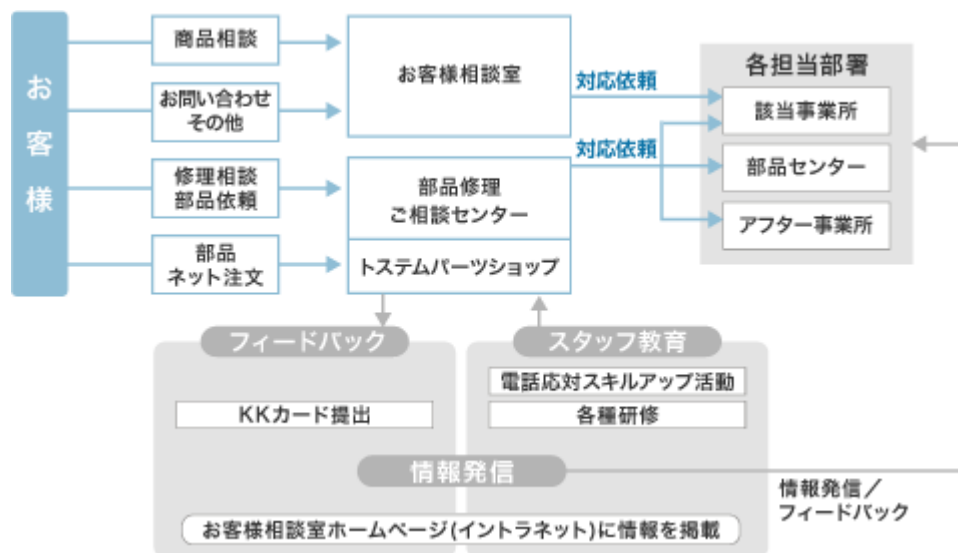 お客様
商品相談
お問い合わせ
その他
修理相談
部品依頼
部品
ネット注文
お客様相談室
部品修理
ご相談センター
トステムパーツショップ
対応依頼
対応依頼
各担当部署
該当事業所
部品センター
アフター事業所
フィードバック
KKカード提出
スタッフ教育
電話応対スキルアップ活動
各種研修
情報発信
お客様相談室ホームページ(イントラネット)に情報を掲載
情報発信／
フィードバック